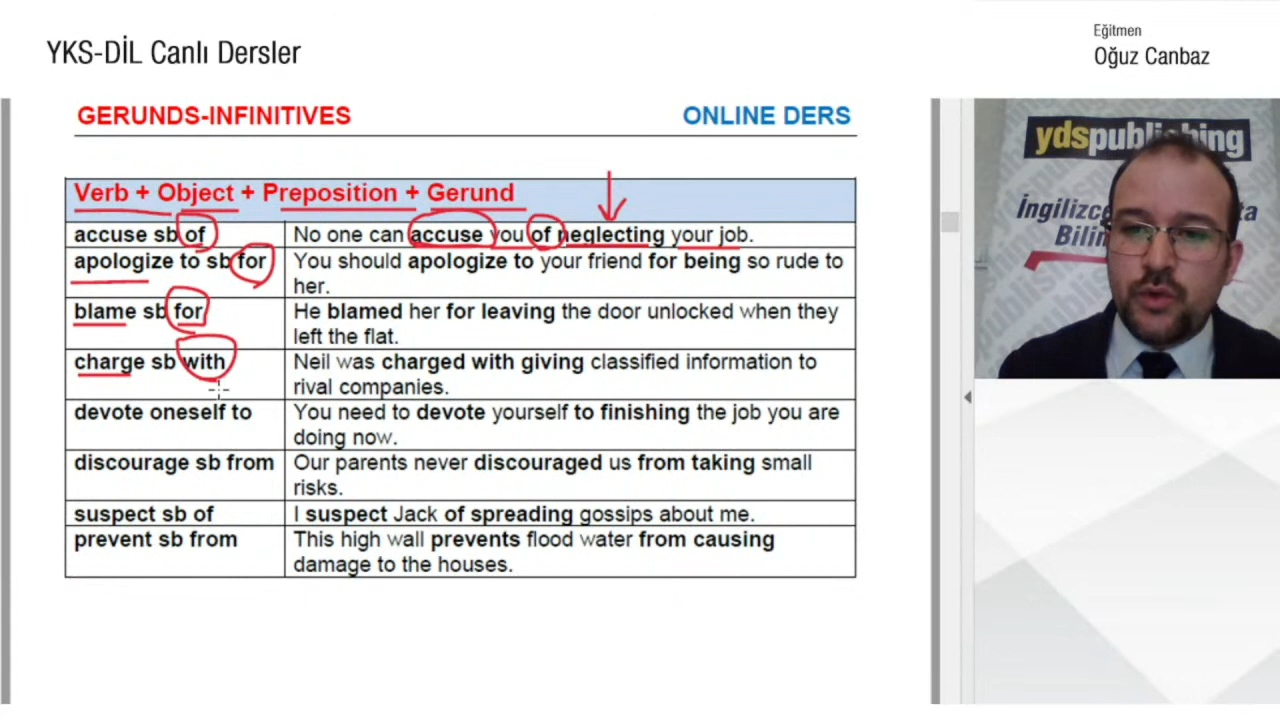 YKS-DİL Canlı Dersler
Eğitmen
Oğuz Canbaz
GERUNDS-INFINITIVES
ONLINE DERS
Verb + Object + Preposition + Gerund
accuse sb of
No one can accuse you of neglecting your job.
apologize to sb for
You should apologize to your friend for being so rude to
her.
blame sb for
He blamed her for leaving the door unlocked when they
left the flat.
charge sb with
Neil was charged with giving classified information to
rival companies.
devote oneself to
You need to devote yourself to finishing the job you are
doing now.
discourage sb from
Our parents never discouraged us from taking small
risks.
suspect sb of
I suspect Jack of spreading gossips about me.
prevent sb from
This high wall prevents flood water from causing
damage to the houses.
ydspublishing